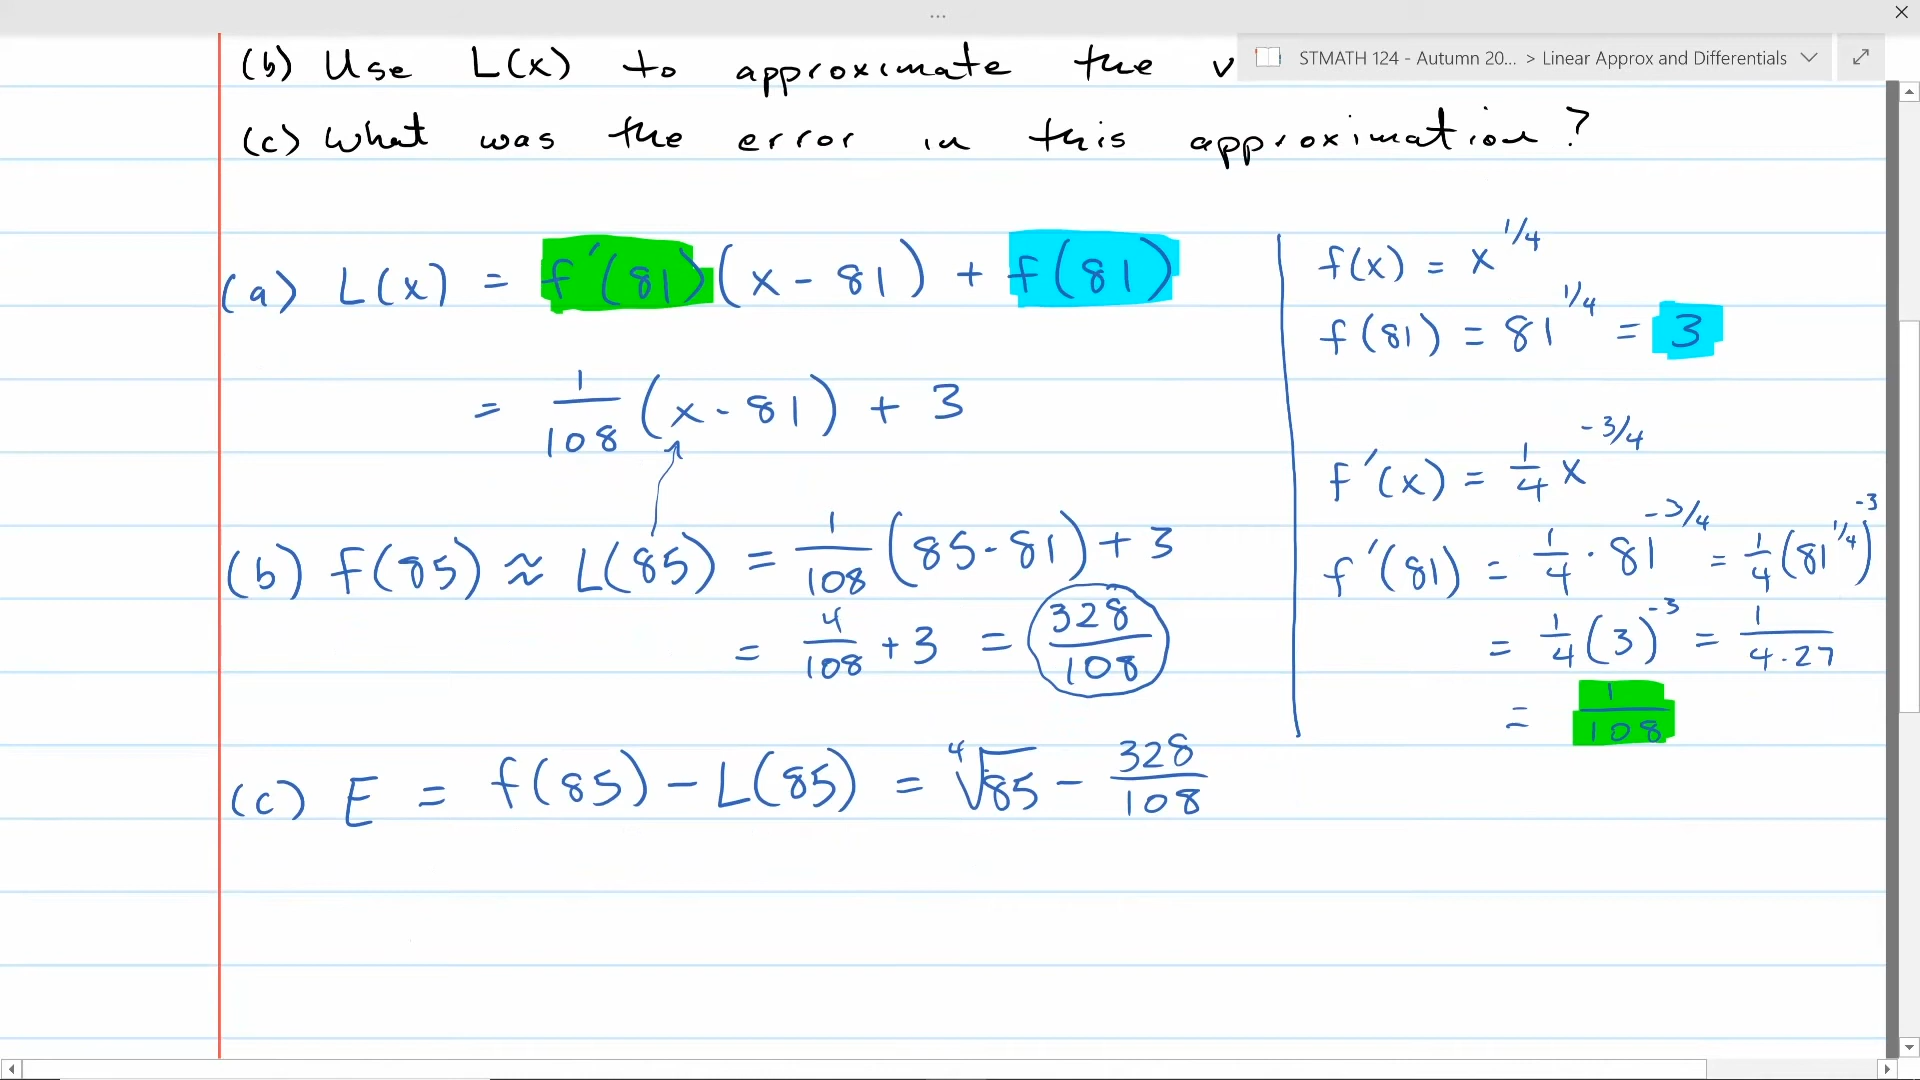 (b) Use L(x) to approximate the v
STMATH 124 - Autumn 20... > Linear Approx and Differentials
(c) What was the error in this approximation?
(a) L(x) = f'(81)(x - 81) + f(81)
= 1/108 (x - 81) + 3
(b) f(85) ≈ L(85) = 1/108 (85 - 81) + 3
= 4/108 + 3 = 328/108
(c) E = f(85) - L(85) = ∜85 - 328/108
f(x) = x^1/4
f(81) = 81^1/4 = 3
f'(x) = 1/4 x^-3/4
f'(81) = 1/4 · 81^-3/4 = 1/4 (81^1/4)^-3
= 1/4 (3)^-3 = 1/4·27
= 1/108